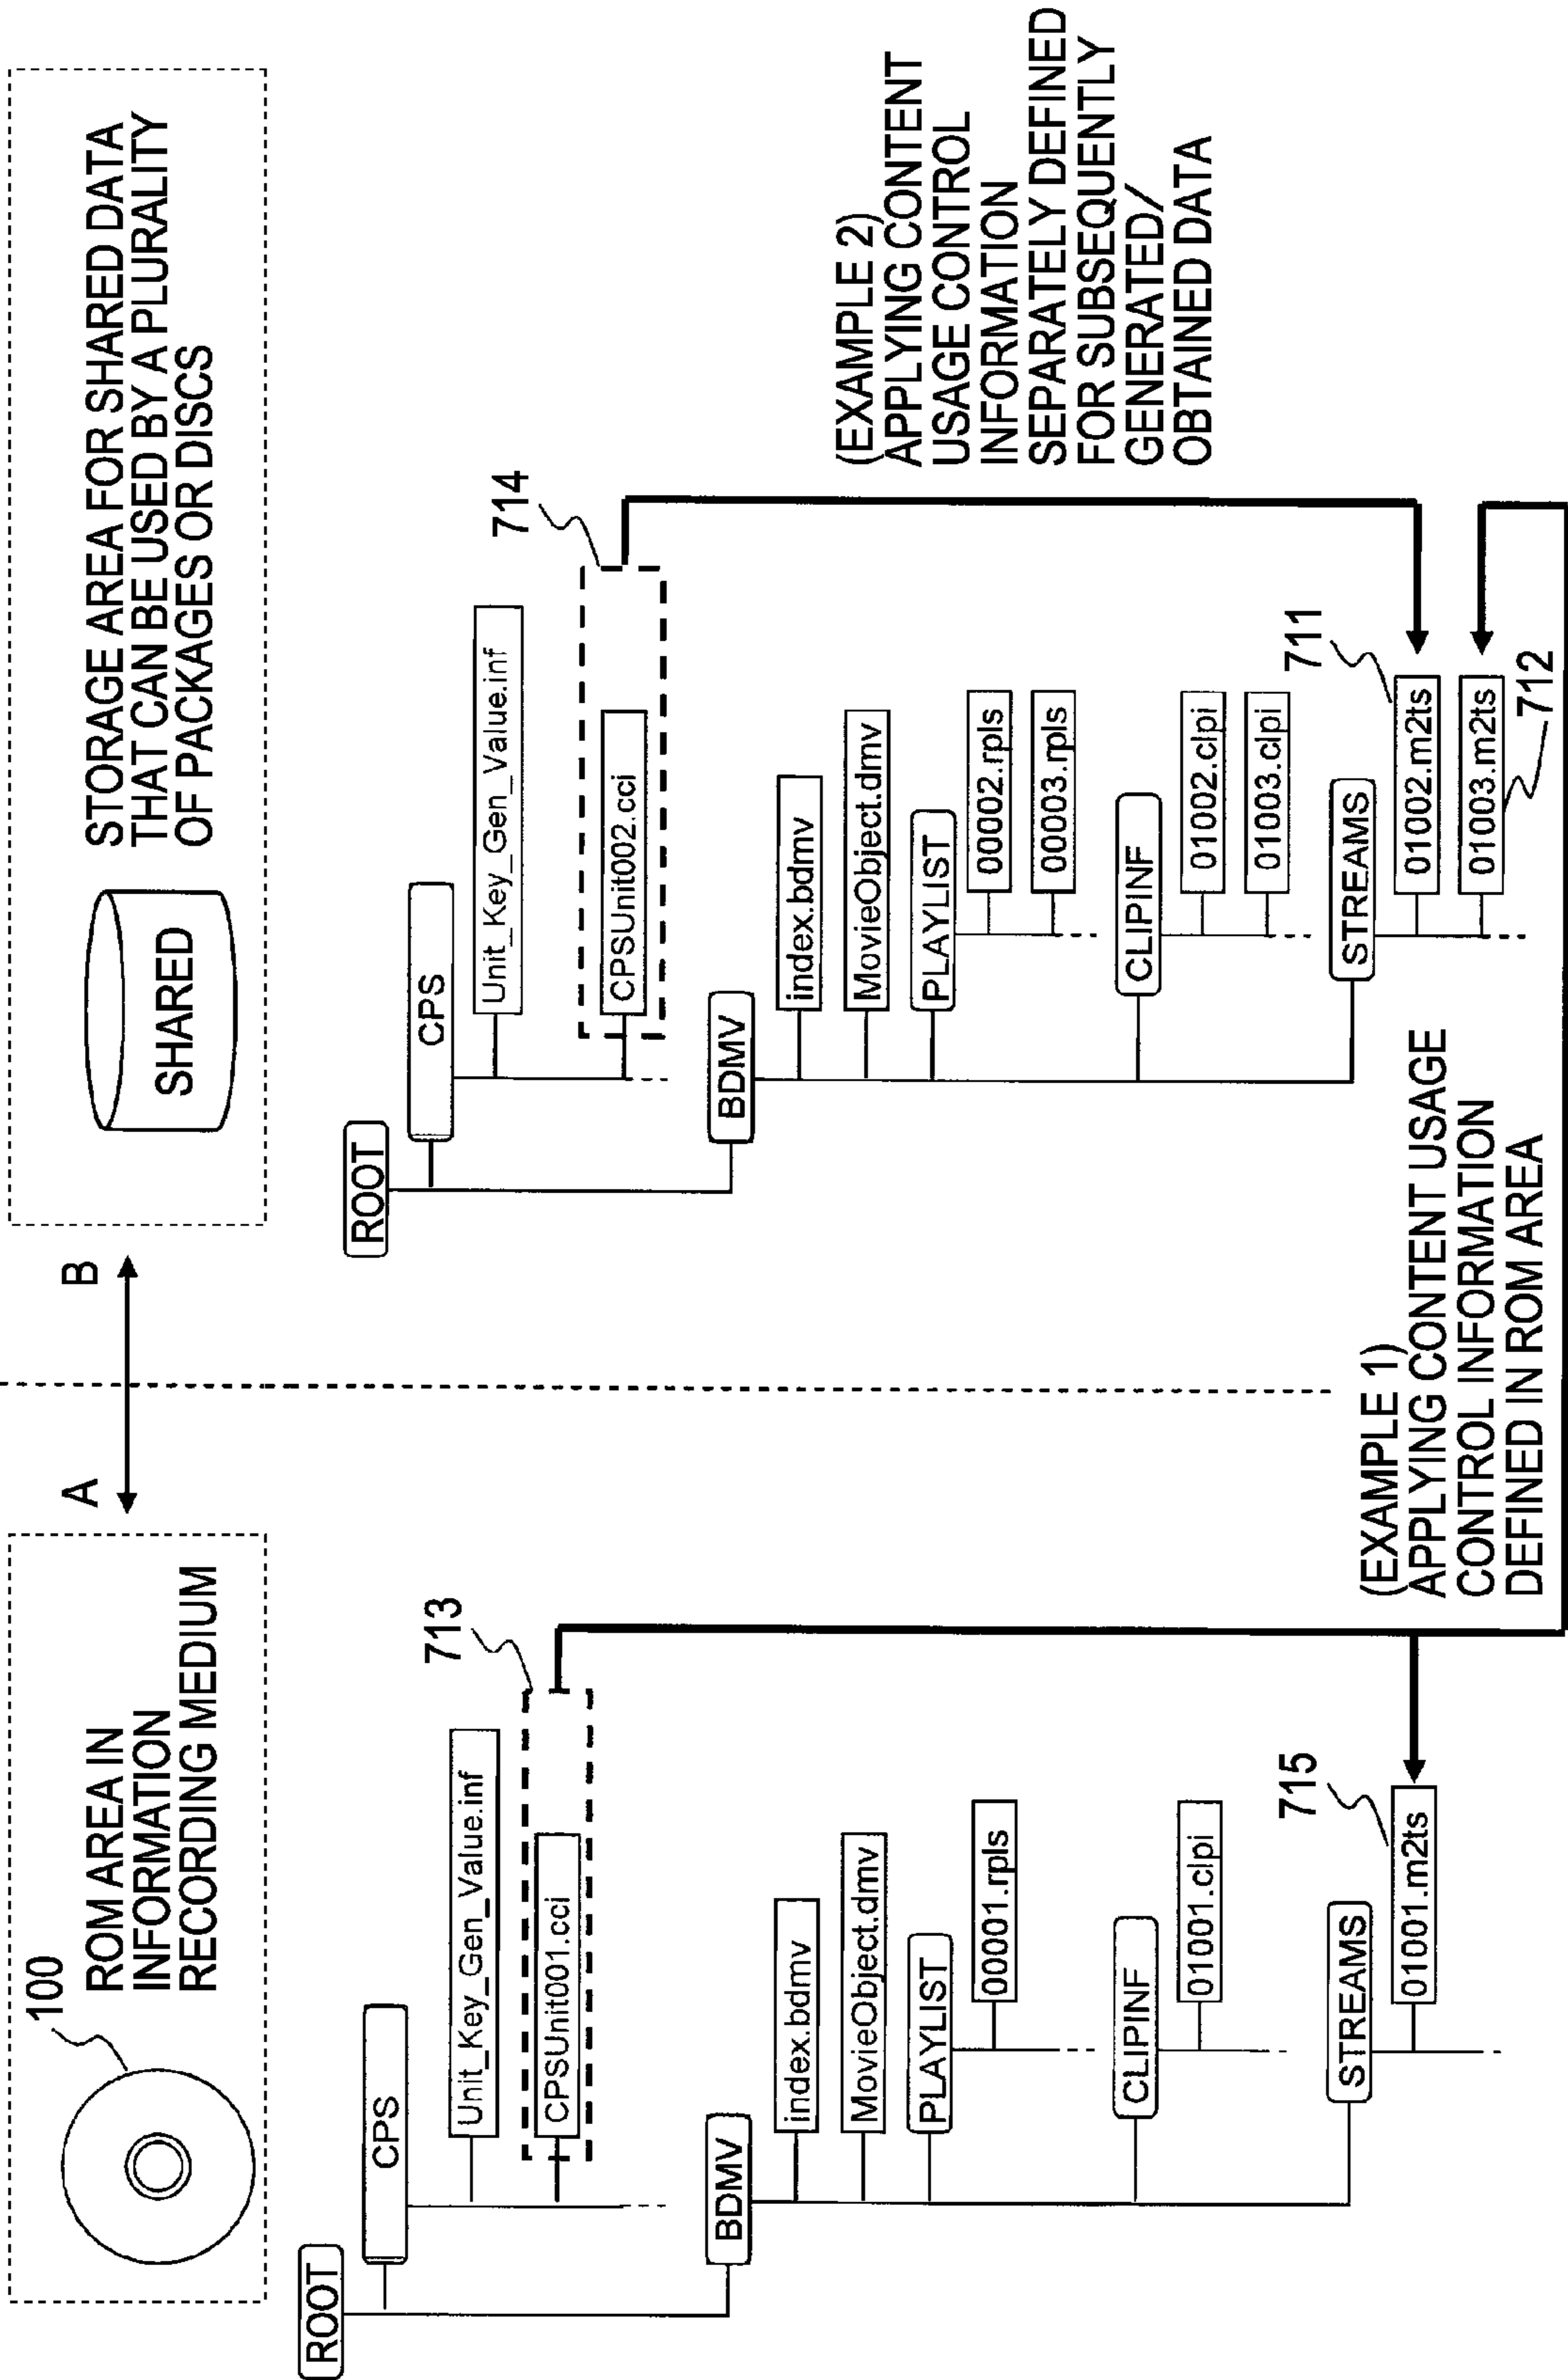 100
ROM AREA IN
INFORMATION
RECORDING MEDIUM
A
B
SHARED
STORAGE AREA FOR SHARED DATA
THAT CAN BE USED BY A PLURALITY
OF PACKAGES OR DISCS
ROOT
CPS
Unit_Key_Gen_Value.inf
713
CPSUnit001.cci
BDMV
index.bdmv
MovieObject.dmv
PLAYLIST
00001.rpls
CLIPINF
01001.clpi
STREAMS
715
01001.m2ts
(EXAMPLE 1)
APPLYING CONTENT USAGE
CONTROL INFORMATION
DEFINED IN ROM AREA
ROOT
CPS
Unit_Key_Gen_Value.inf
714
CPSUnit002.cci
BDMV
index.bdmv
MovieObject.dmv
PLAYLIST
00002.rpls
00003.rpls
CLIPINF
01002.clpi
01003.clpi
STREAMS
711
01002.m2ts
01003.m2ts
712
(EXAMPLE 2)
APPLYING CONTENT
USAGE CONTROL
INFORMATION
SEPARATELY DEFINED
FOR SUBSEQUENTLY
GENERATED/
OBTAINED DATA